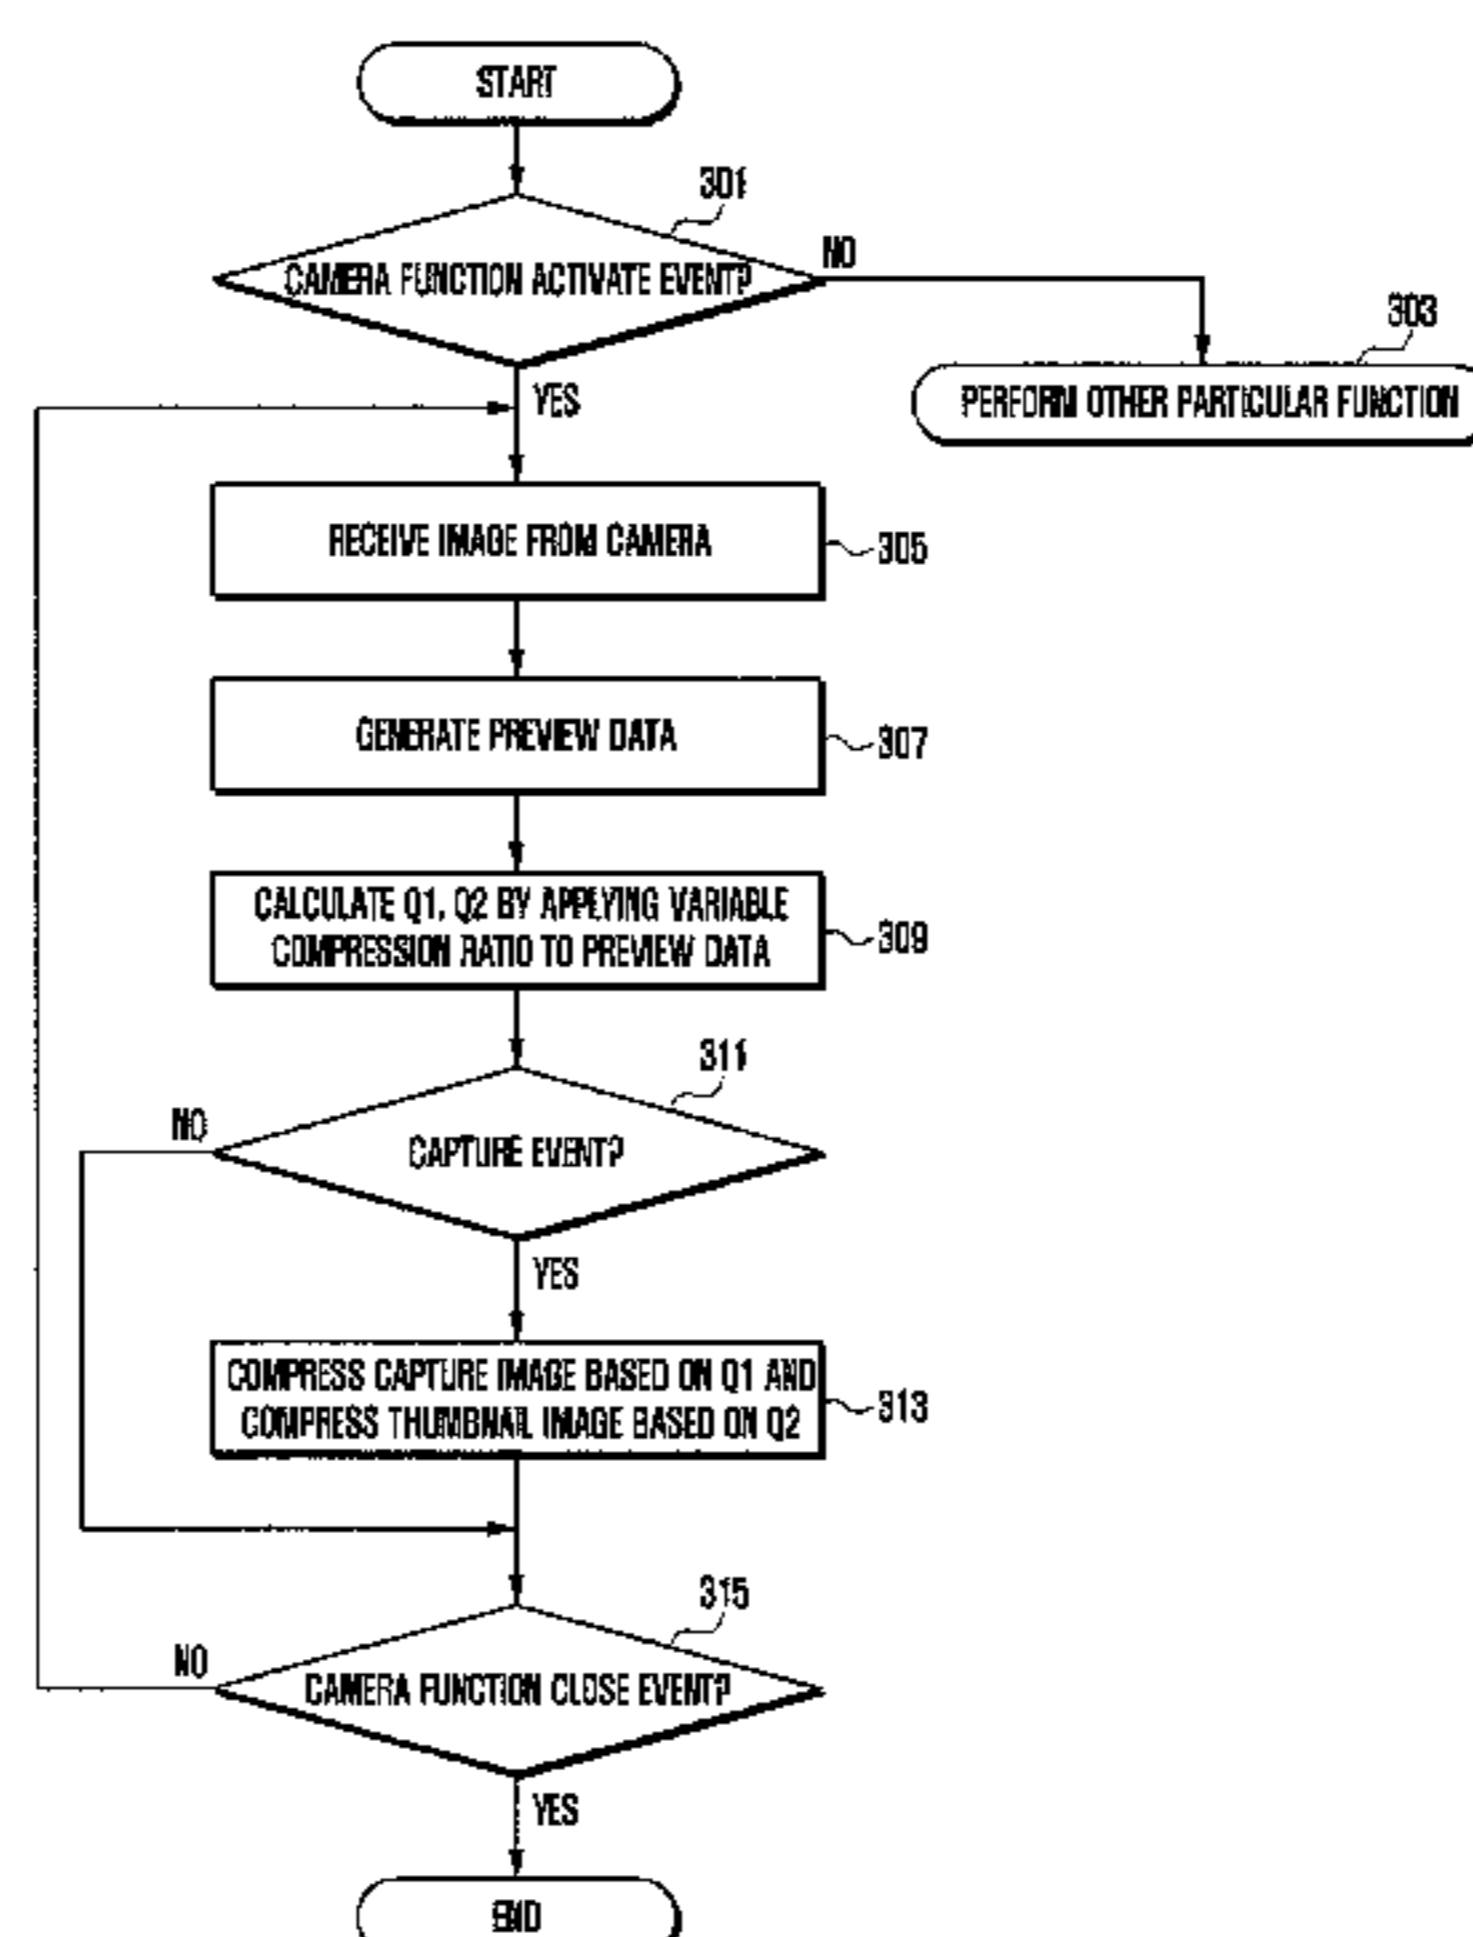 START
301
CAMERA FUNCTION ACTIVATE EVENT?
NO
303
PERFORM OTHER PARTICULAR FUNCTION
YES
RECEIVE IMAGE FROM CAMERA
305
GENERATE PREVIEW DATA
307
CALCULATE Q1, Q2 BY APPLYING VARIABLE
COMPRESSION RATIO TO PREVIEW DATA
309
311
NO
CAPTURE EVENT?
YES
COMPRESS CAPTURE IMAGE BASED ON Q1 AND
COMPRESS THUMBNAIL IMAGE BASED ON Q2
313
315
NO
CAMERA FUNCTION CLOSE EVENT?
YES
END